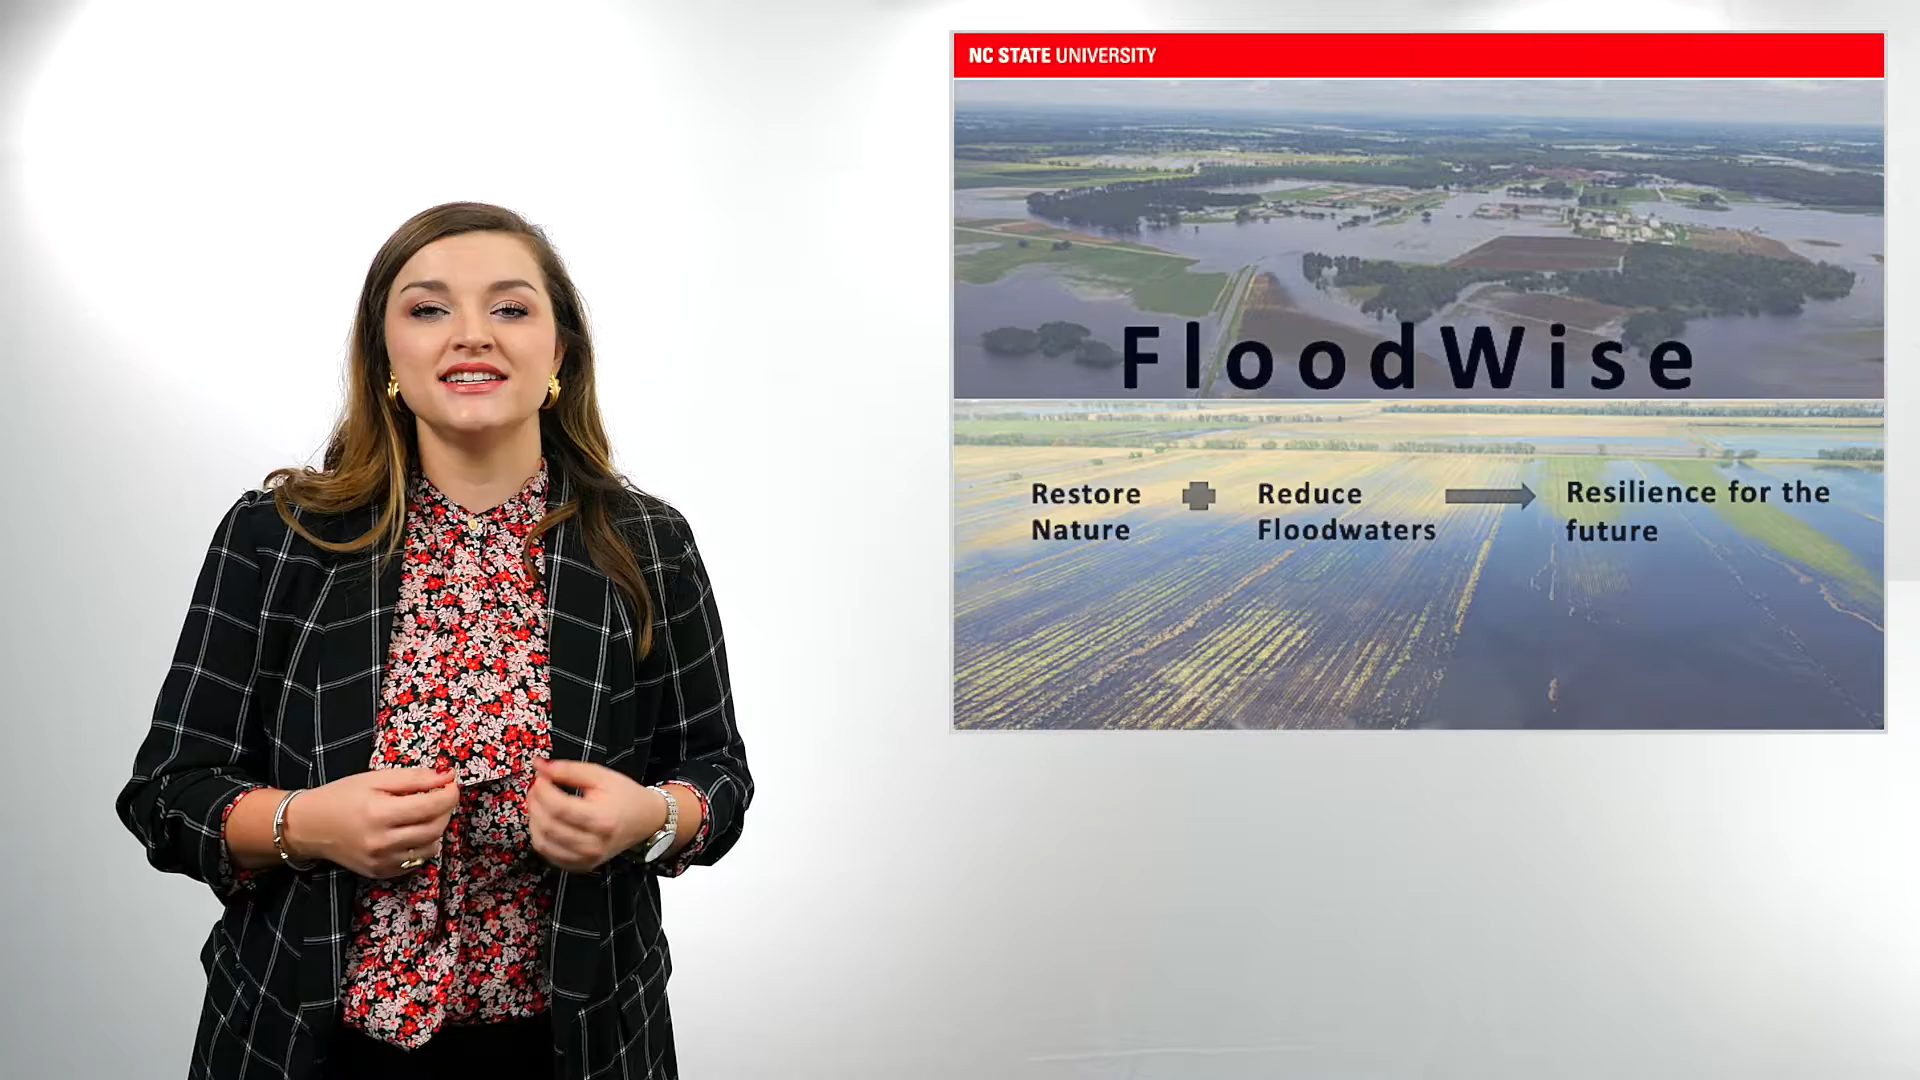 NC STATE UNIVERSITY
FloodWise
Restore Nature
Reduce Floodwaters
Resilience for the future